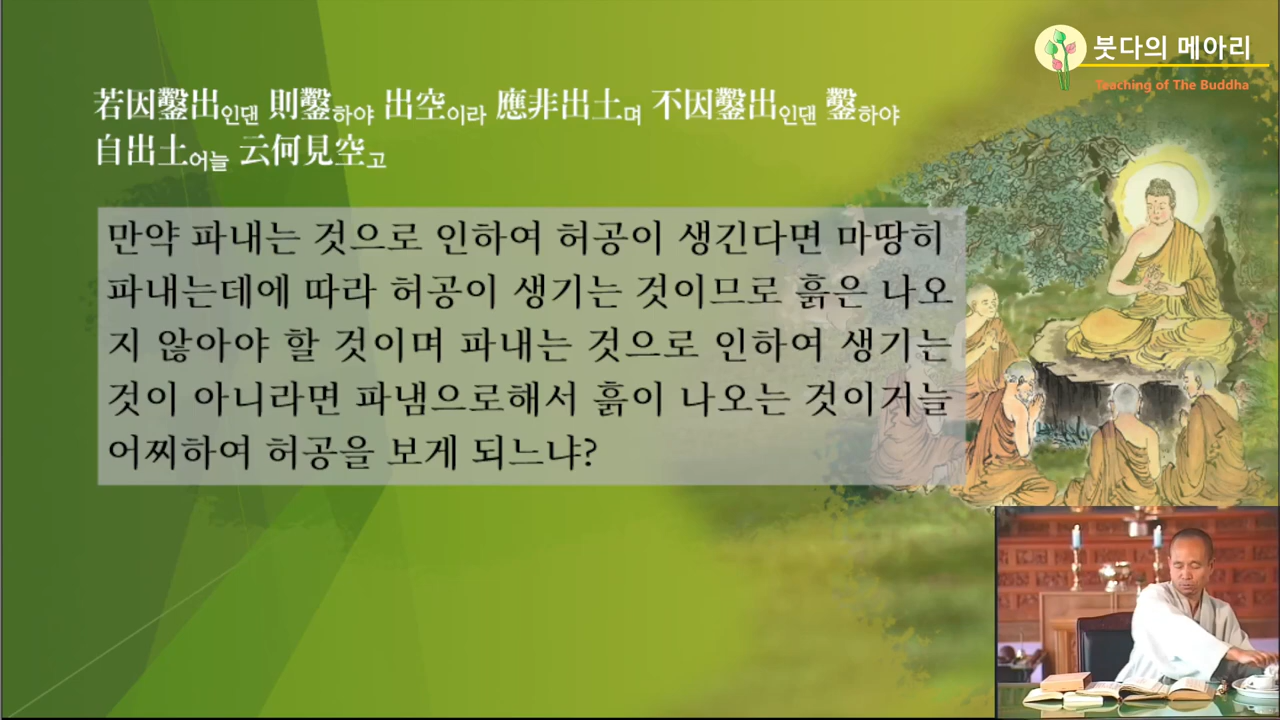 붓다의 메아리
Teaching of The Buddha
若因鑿出인댄 則鑿하야 出空이라 應非出土며 不因鑿出인댄 鑿하야
自出土어늘 云何見空고
만약 파내는 것으로 인하여 허공이 생긴다면 마땅히
파내는데에 따라 허공이 생기는 것이므로 흙은 나오
지 않아야 할 것이며 파내는 것으로 인하여 생기는
것이 아니라면 파냄으로해서 흙이 나오는 것이거늘
어찌하여 허공을 보게 되느냐?